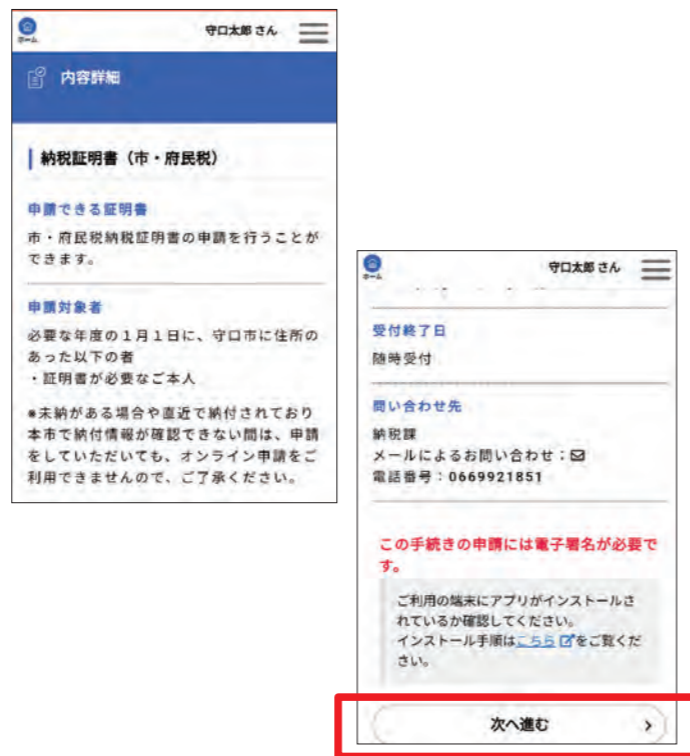 ホーム
守口太郎 さん
内容詳細
納税証明書（市・府民税）
申請できる証明書
市・府民税納税証明書の申請を行うことが
できます。
申請対象者
必要な年度の１月１日に、守口市に住所の
あった以下の者
・証明書が必要なご本人
※未納がある場合や直近で納付されており
本市で納付情報が確認できない間は、申請
をしていただいても、オンライン申請をご
利用できませんので、ご了承ください。
ホーム
守口太郎 さん
受付終了日
随時受付
問い合わせ先
納税課
メールによるお問い合わせ：
電話番号：0669921851
この手続きの申請には電子署名が必要で
す。
ご利用の端末にアプリがインストールさ
れているか確認してください。
インストール手順はこちらをご覧くだ
さい。
次へ進む